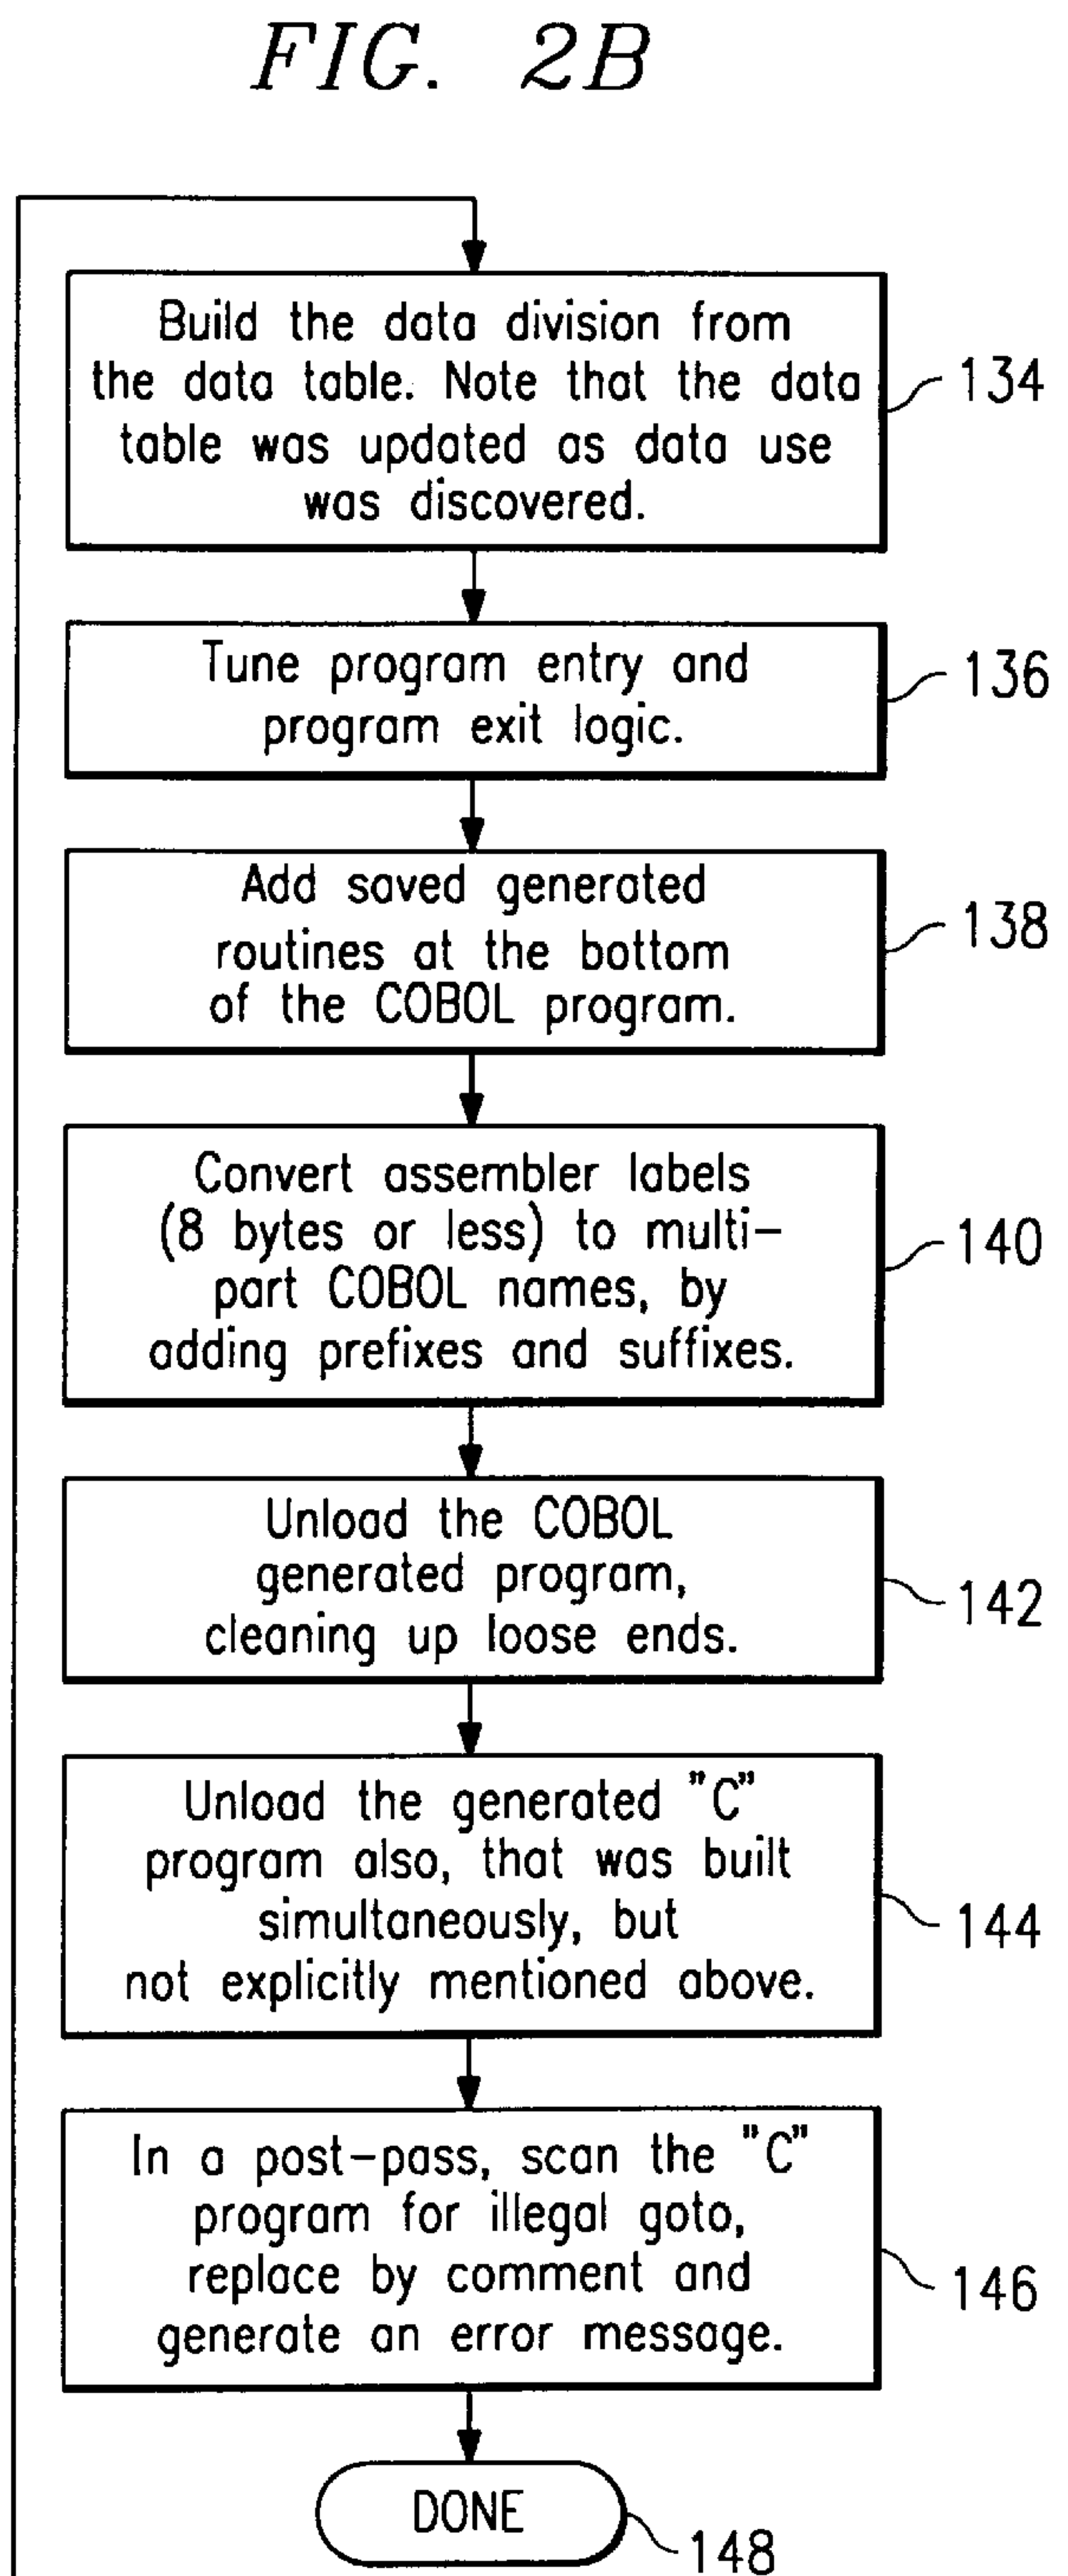 FIG. 2B
Build the data division from
the data table. Note that the data
table was updated as data use
was discovered.
134
Tune program entry and
program exit logic.
136
Add saved generated
routines at the bottom
of the COBOL program.
138
Convert assembler labels
(8 bytes or less) to multi-
part COBOL names, by
adding prefixes and suffixes.
140
Unload the COBOL
generated program,
cleaning up loose ends.
142
Unload the generated "C"
program also, that was built
simultaneously, but
not explicitly mentioned above.
144
In a post-pass, scan the "C"
program for illegal goto,
replace by comment and
generate an error message.
146
DONE
148